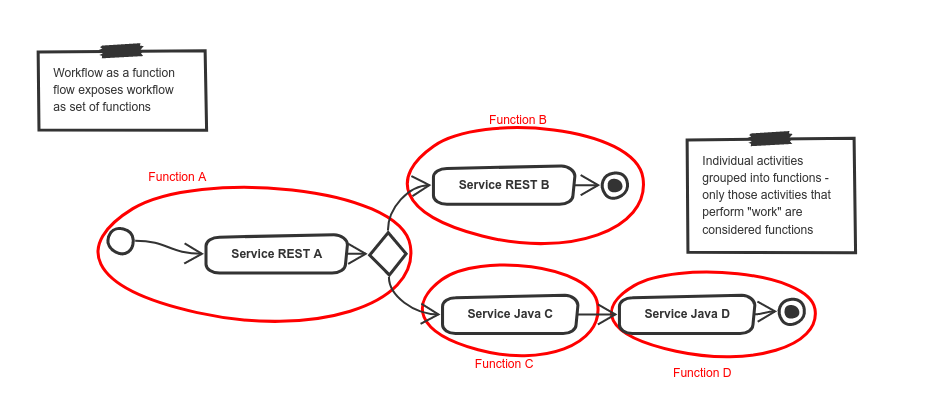 Workflow as a function
flow exposes workflow
as set of functions
Function B
Individual activities
grouped into functions -
only those activities that
perform "work" are
considered functions
Function A
Service REST B
Service REST A
Service Java C
Service Java D
Function C
Function D